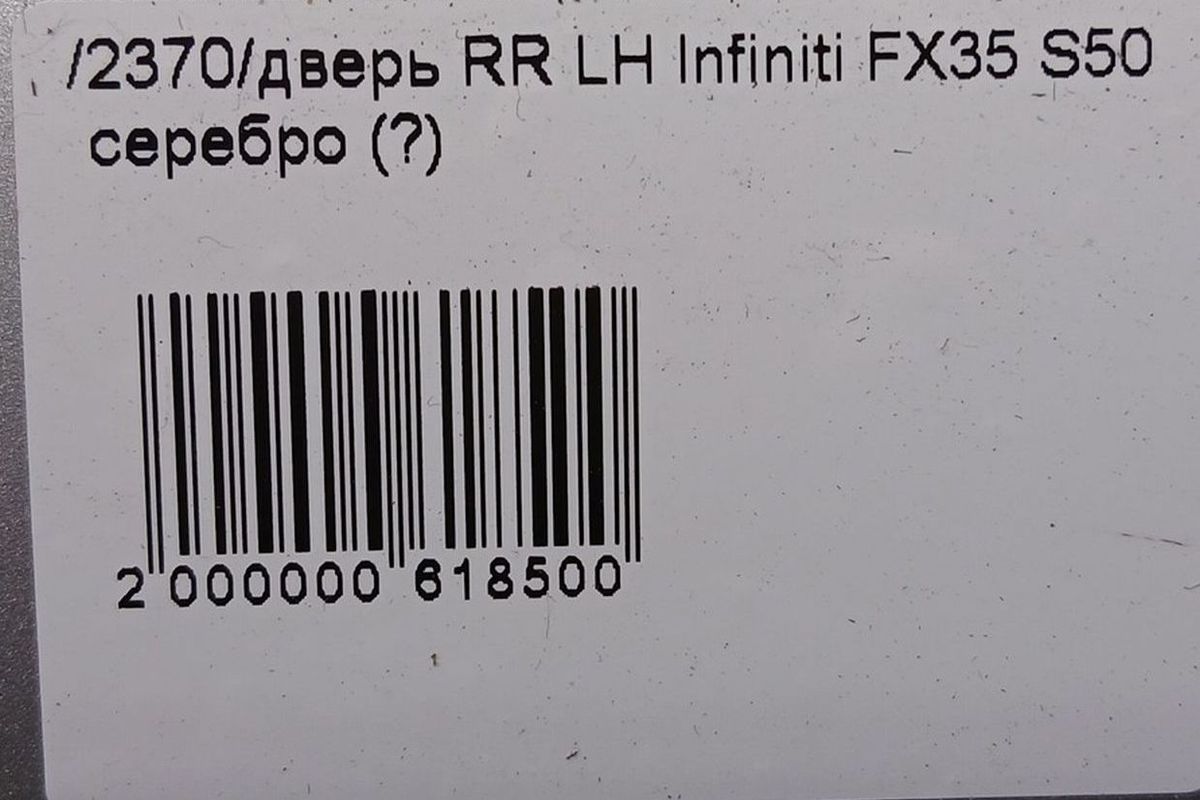 /2370/дверь RR LH Infiniti FX35 S50
серебро (?)
2 000000 618500